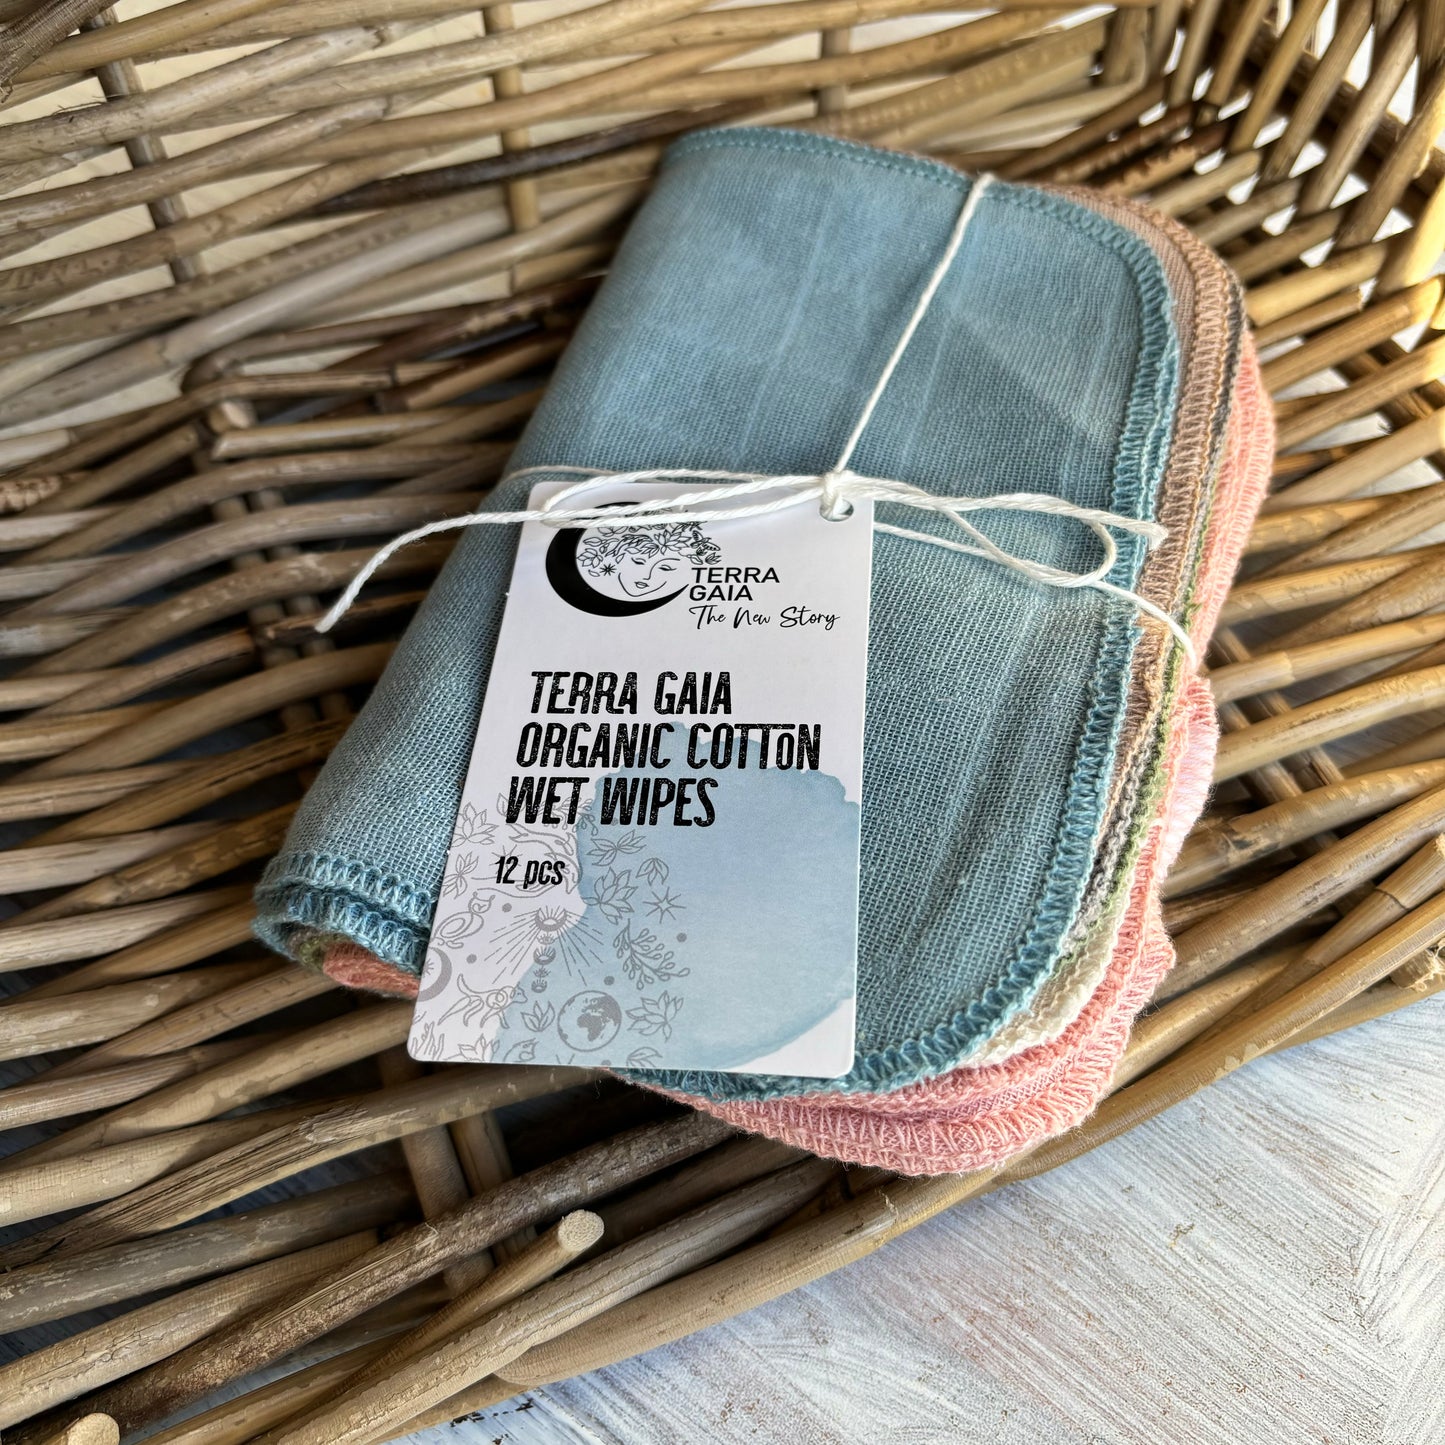 TERRA
GAIA
The New Story
TERRA GAIA
ORGANIC COTTON
WET WIPES
12 pcs